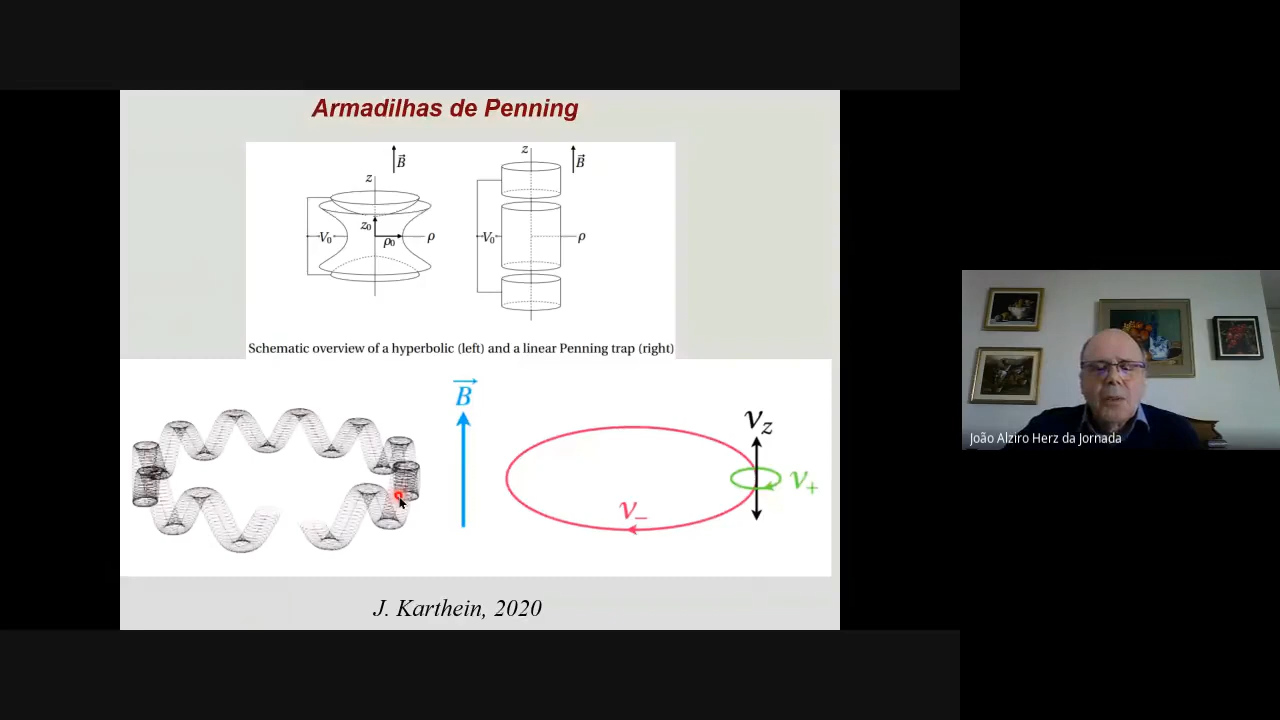 Armadilhas de Penning
B⃗
z
z₀
V₀
ρ₀
ρ
z
B⃗
V₀
ρ
Schematic overview of a hyperbolic (left) and a linear Penning trap (right)
B⃗
ν_z
ν₊
ν₋
J. Karthein, 2020
João Alziro Herz da Jornada